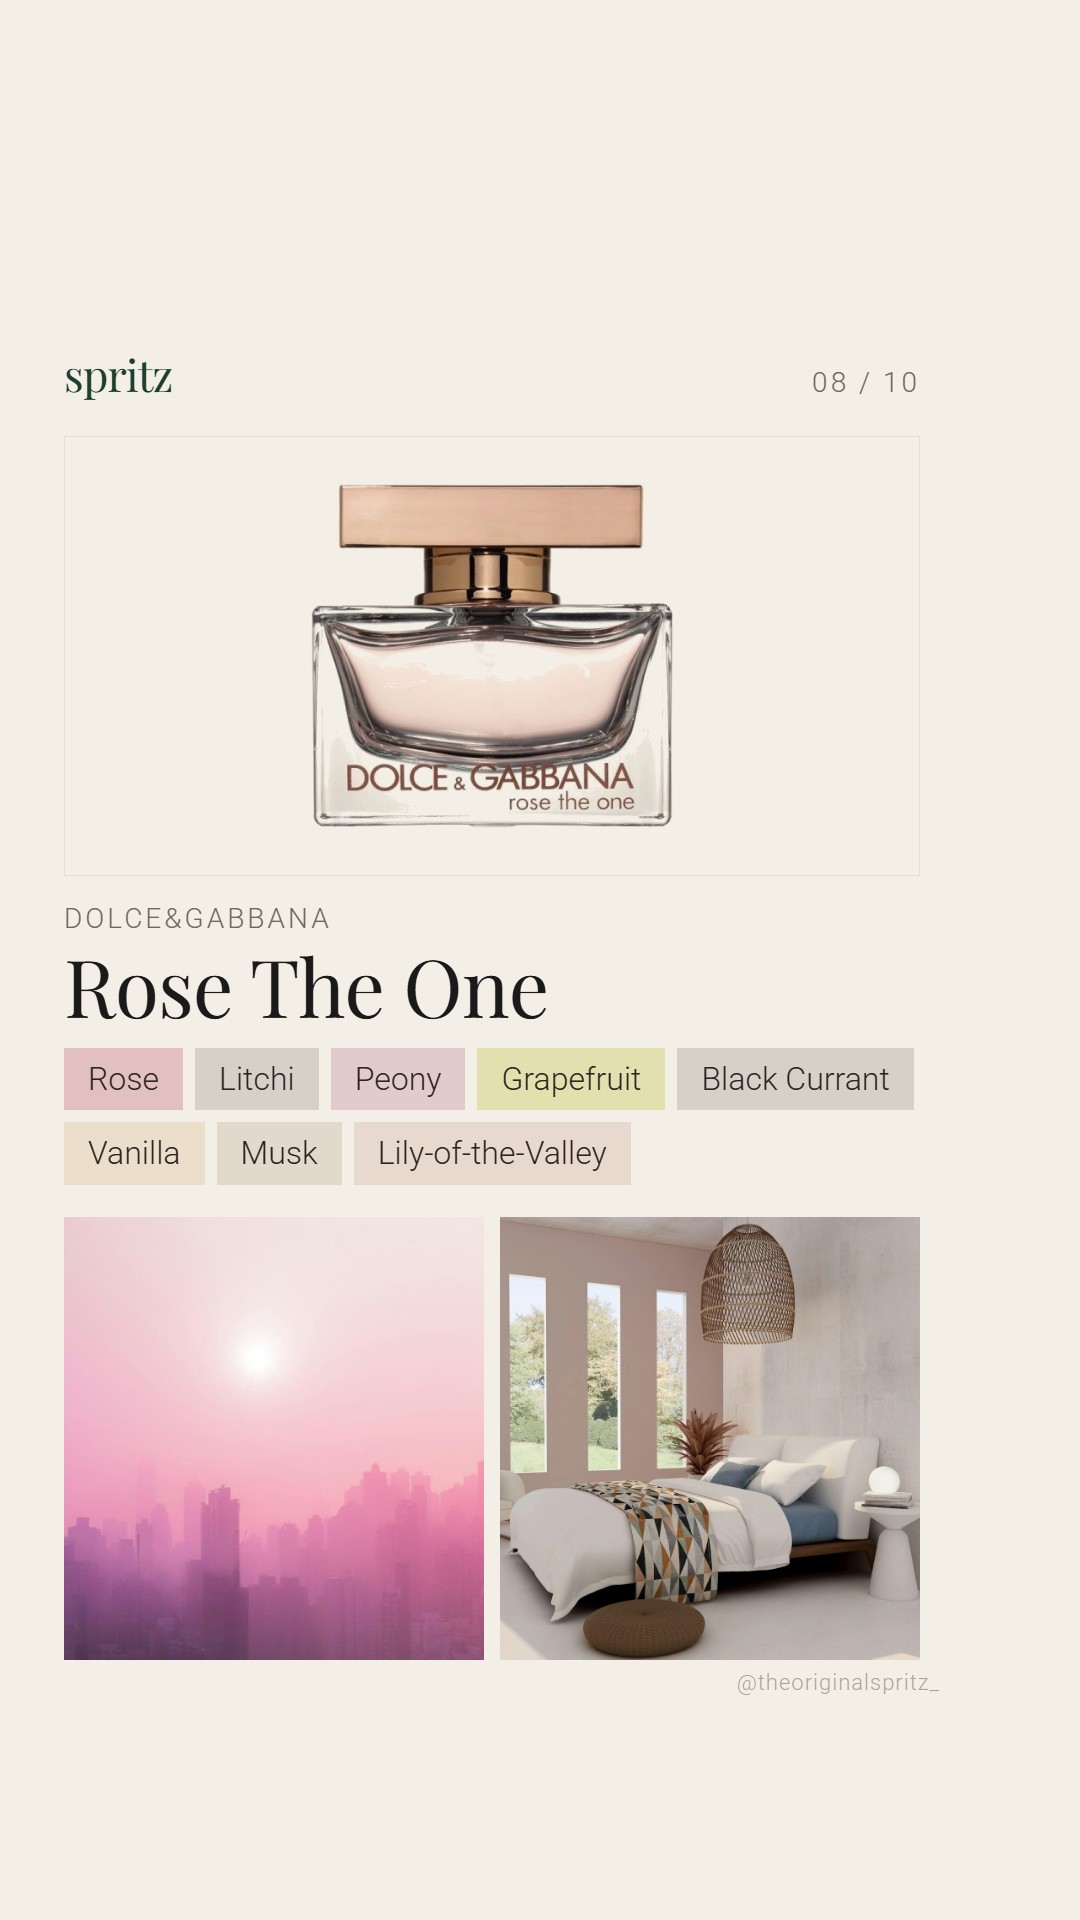 spritz
08 / 10
DOLCE & GABBANA
rose the one
DOLCE&GABBANA
Rose The One
Rose Litchi Peony Grapefruit Black Currant
Vanilla Musk Lily-of-the-Valley
@theoriginalspritz_